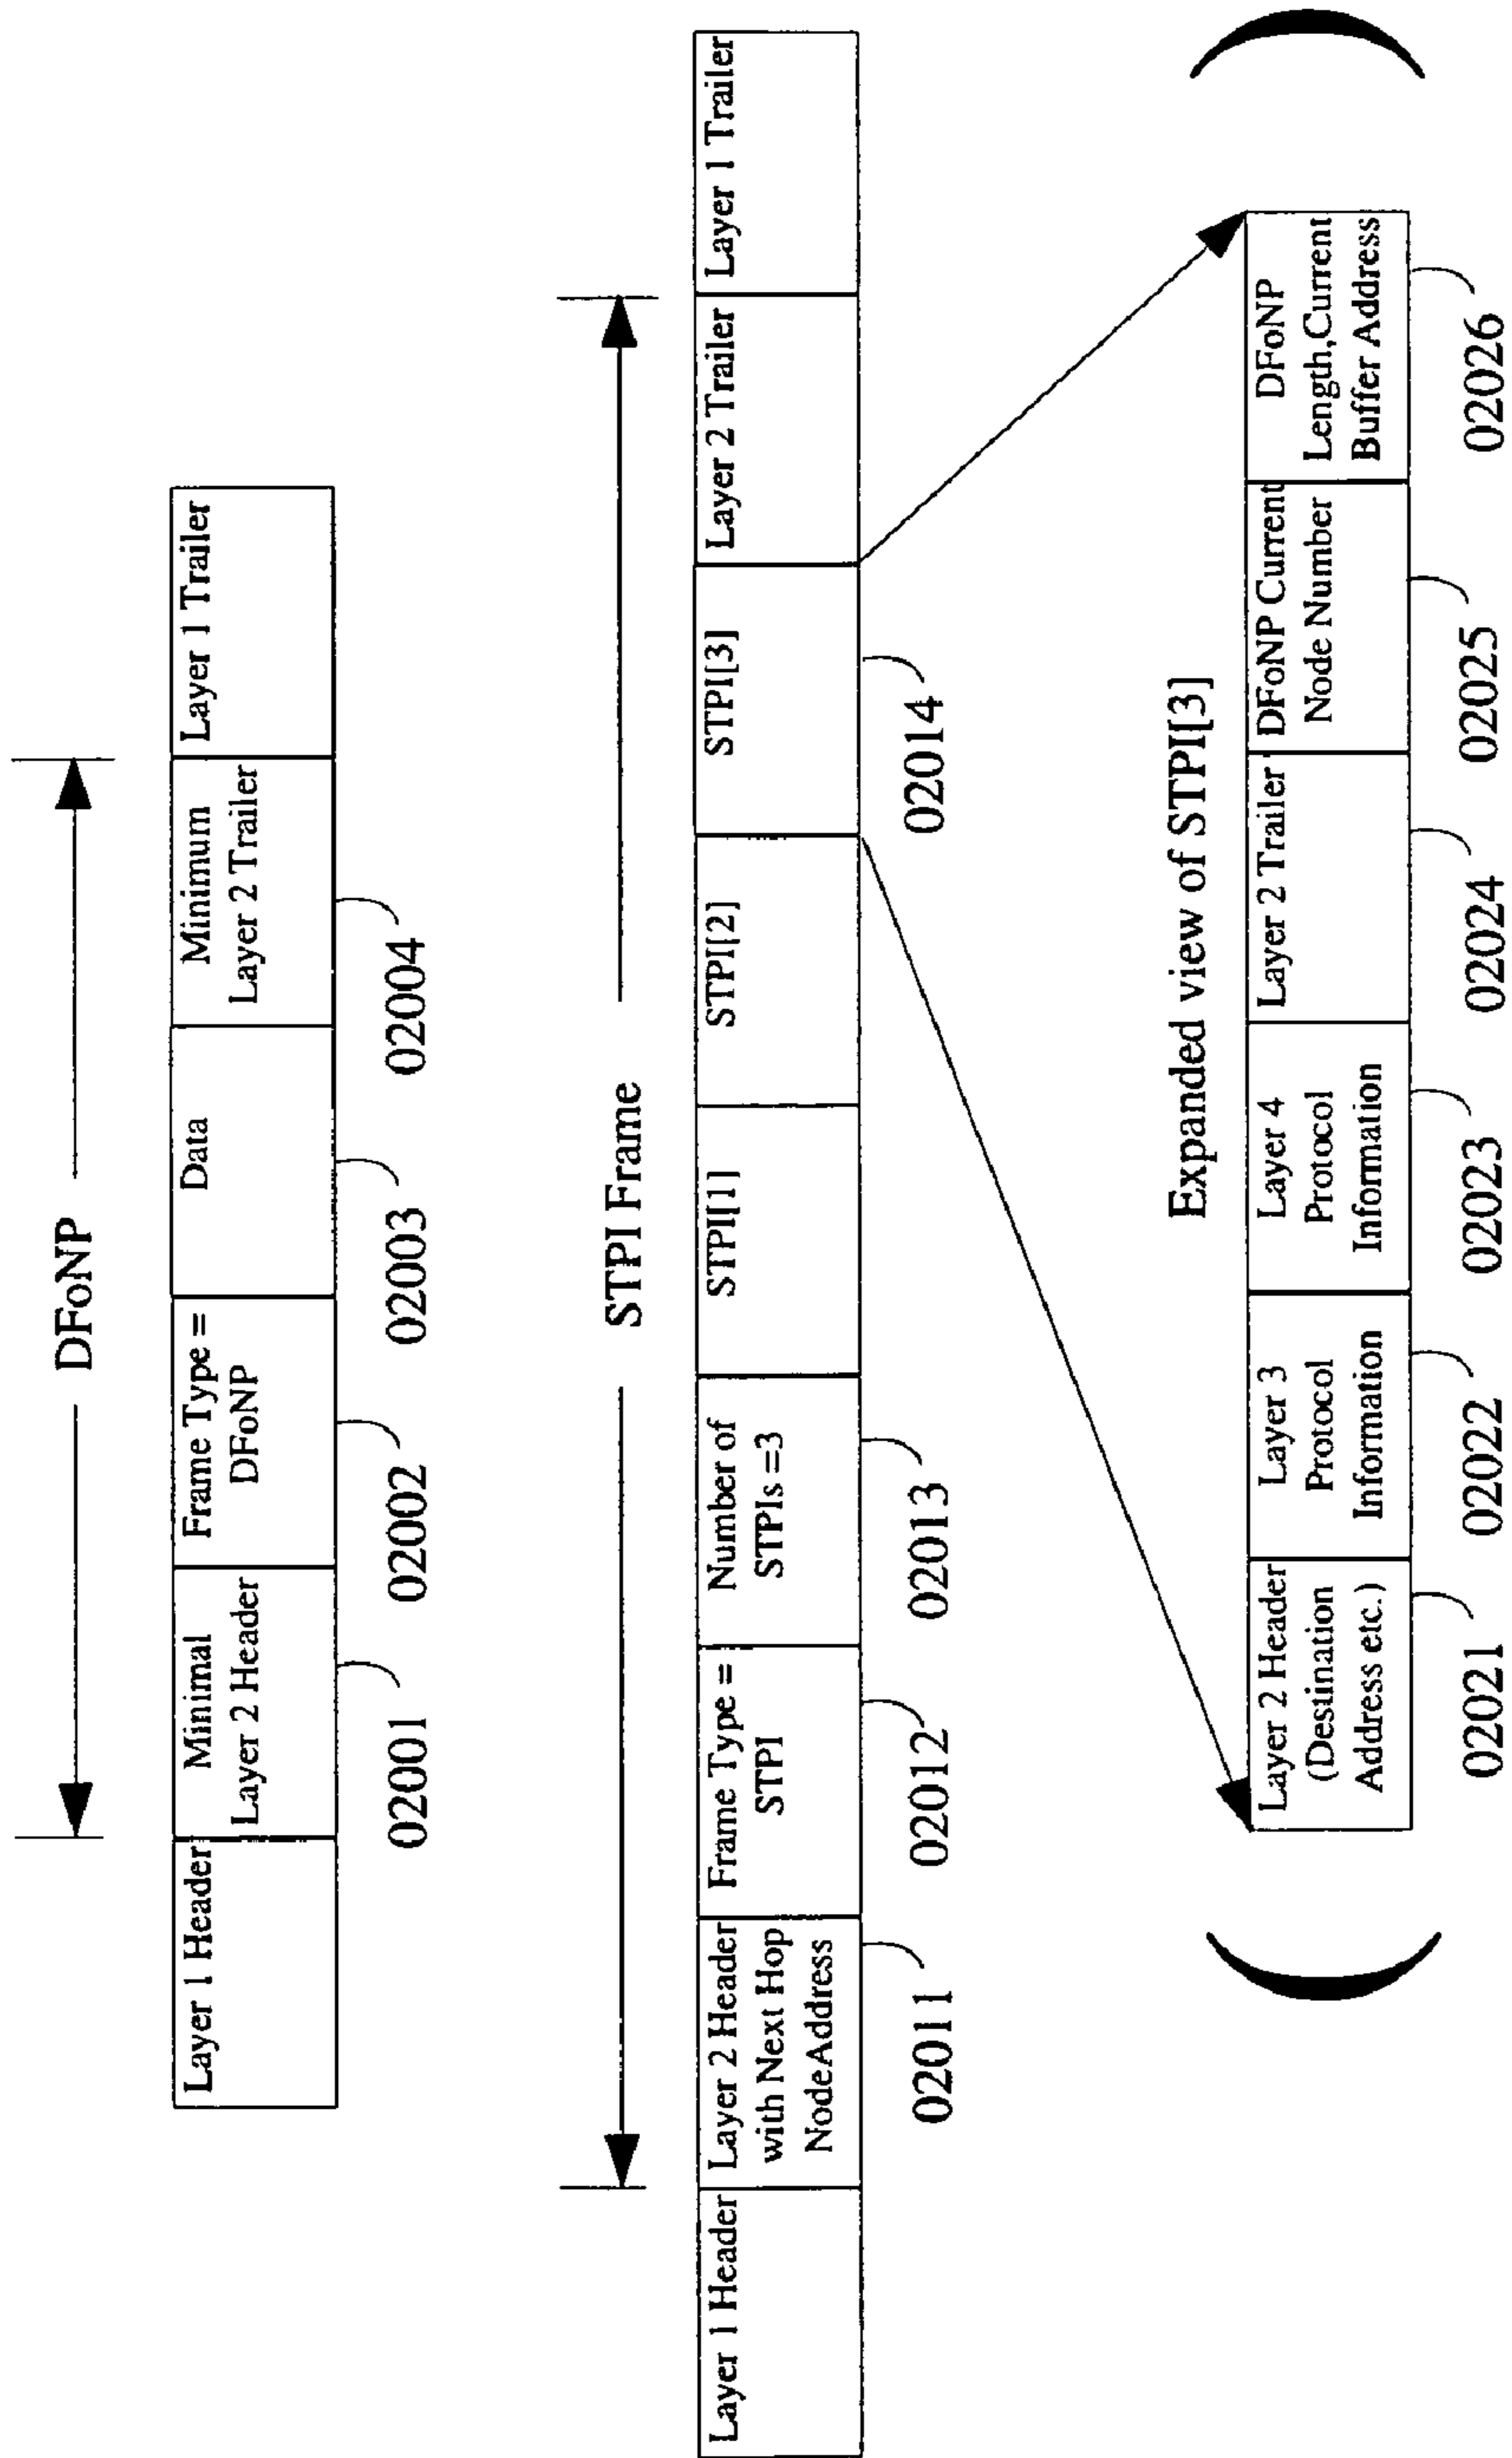 DFoNP
Layer 1 Header
Minimal
Layer 2 Header
Frame Type =
DFoNP
Data
Minimum
Layer 2 Trailer
Layer 1 Trailer
02001
02002
02003
02004
STPI Frame
Layer 1 Header
Layer 2 Header
with Next Hop
NodeAddress
Frame Type =
STPI
Number of
STPIs =3
STPI[1]
STPI[2]
STPI[3]
Layer 2 Trailer
Layer 1 Trailer
02011
02012
02013
02014
Expanded view of STPI[3]
Layer 2 Header
(Destination
Address etc.)
Layer 3
Protocol
Information
Layer 4
Protocol
Information
Layer 2 Trailer
DFoNP Current
Node Number
DFoNP
Length,Current
Buffer Address
02021
02022
02023
02024
02025
02026